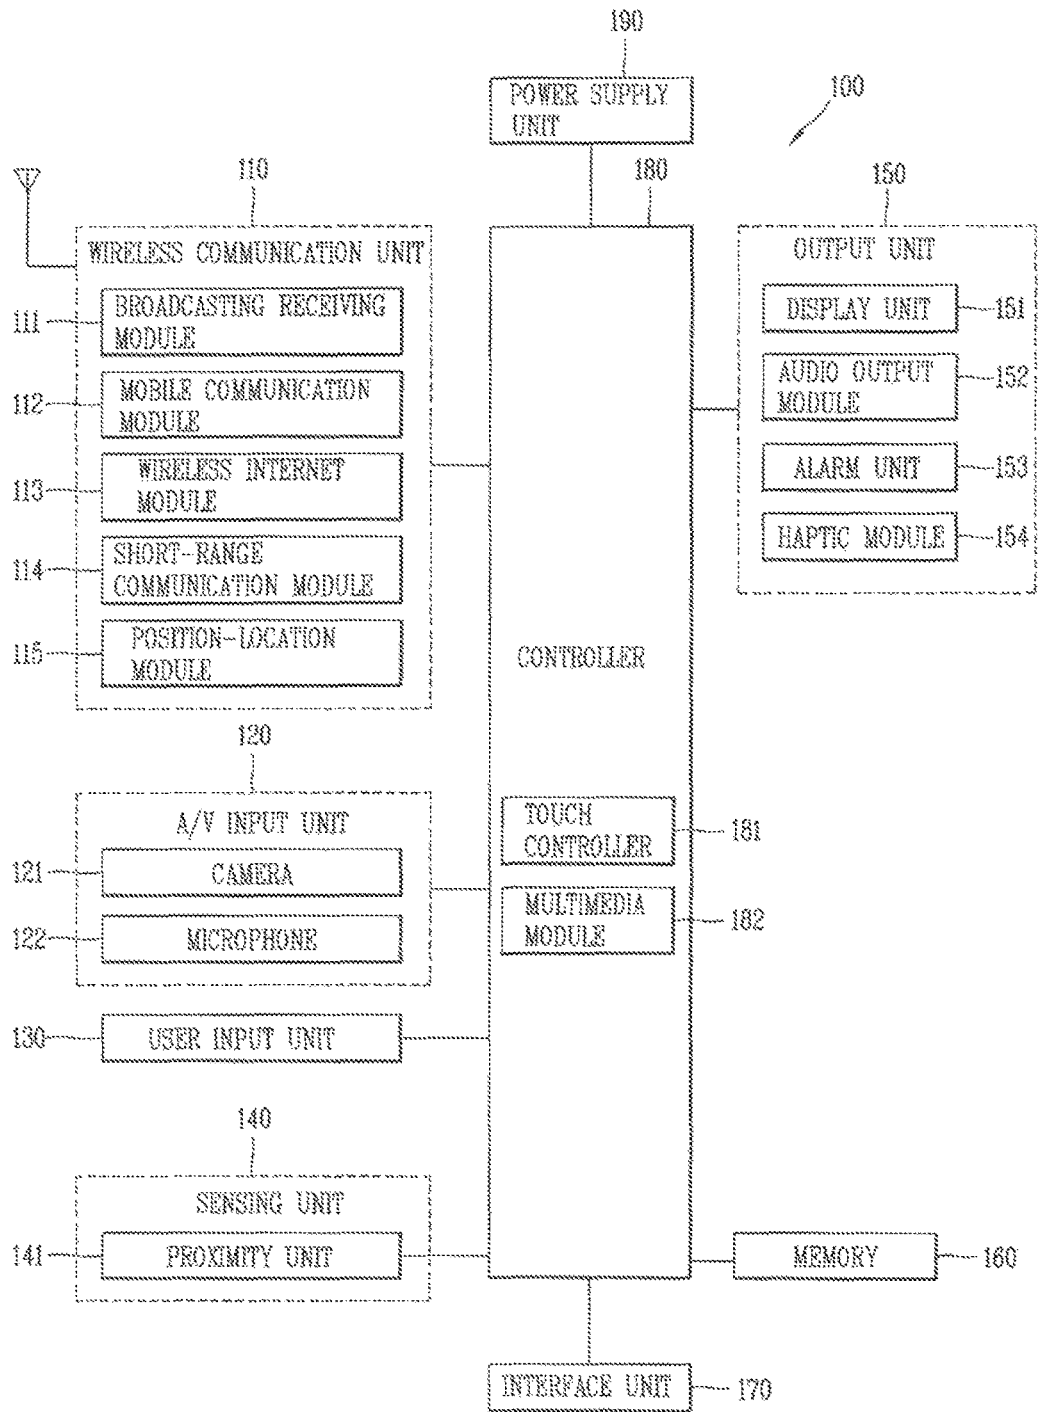 190
POWER SUPPLY
UNIT
100
110
180
150
WIRELESS COMMUNICATION UNIT
111
BROADCASTING RECEIVING
MODULE
112
MOBILE COMMUNICATION
MODULE
113
WIRELESS INTERNET
MODULE
114
SHORT-RANGE
COMMUNICATION MODULE
115
POSITION-LOCATION
MODULE
OUTPUT UNIT
DISPLAY UNIT
151
AUDIO OUTPUT
MODULE
152
ALARM UNIT
153
HAPTIC MODULE
154
CONTROLLER
TOUCH
CONTROLLER
181
MULTIMEDIA
MODULE
182
120
A/V INPUT UNIT
121
CAMERA
122
MICROPHONE
130
USER INPUT UNIT
140
SENSING UNIT
141
PROXIMITY UNIT
MEMORY
160
INTERFACE UNIT
170